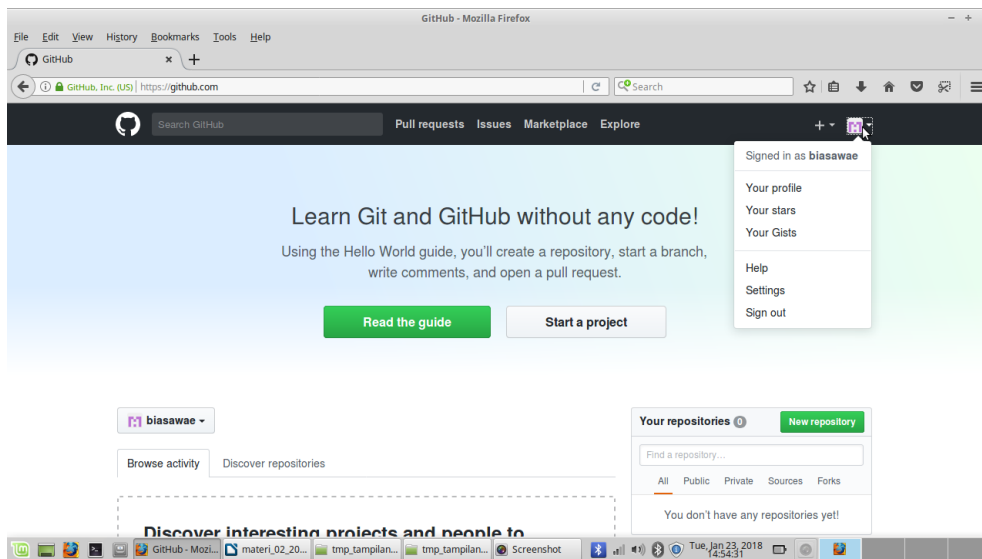 GitHub - Mozilla Firefox
File Edit View History Bookmarks Tools Help
GitHub
GitHub, Inc. (US) https://github.com
Search
Search GitHub
Pull requests Issues Marketplace Explore
Signed in as biasawae
Your profile
Your stars
Your Gists
Help
Settings
Sign out
Learn Git and GitHub without any code!
Using the Hello World guide, you'll create a repository, start a branch,
write comments, and open a pull request.
Read the guide
Start a project
biasawae
Browse activity Discover repositories
Discover interesting projects and people to
Your repositories 0
New repository
Find a repository...
All Public Private Sources Forks
You don't have any repositories yet!
GitHub - Mozi... materi_02_20... tmp_tampilan... tmp_tampilan... Screenshot
Tue, Jan 23, 2018
14:54:31